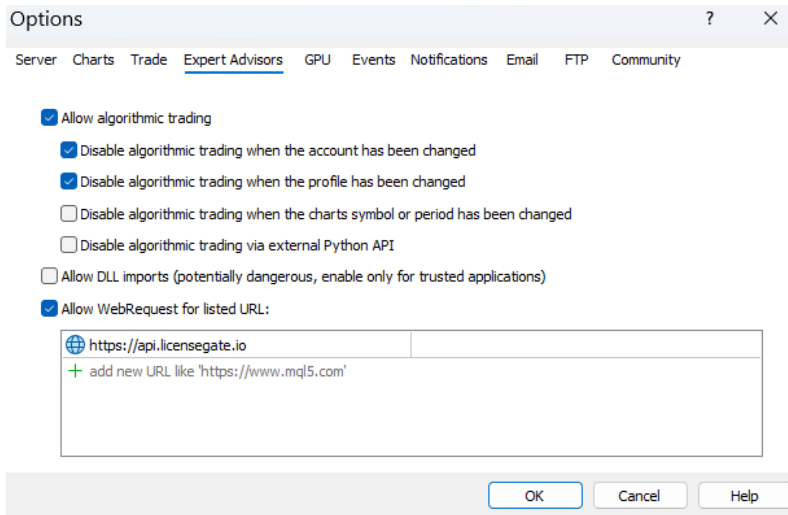 Options
? X
Server Charts Trade Expert Advisors GPU Events Notifications Email FTP Community
Allow algorithmic trading
Disable algorithmic trading when the account has been changed
Disable algorithmic trading when the profile has been changed
Disable algorithmic trading when the charts symbol or period has been changed
Disable algorithmic trading via external Python API
Allow DLL imports (potentially dangerous, enable only for trusted applications)
Allow WebRequest for listed URL:
https://api.licensegate.io
+ add new URL like 'https://www.mql5.com'
OK Cancel Help